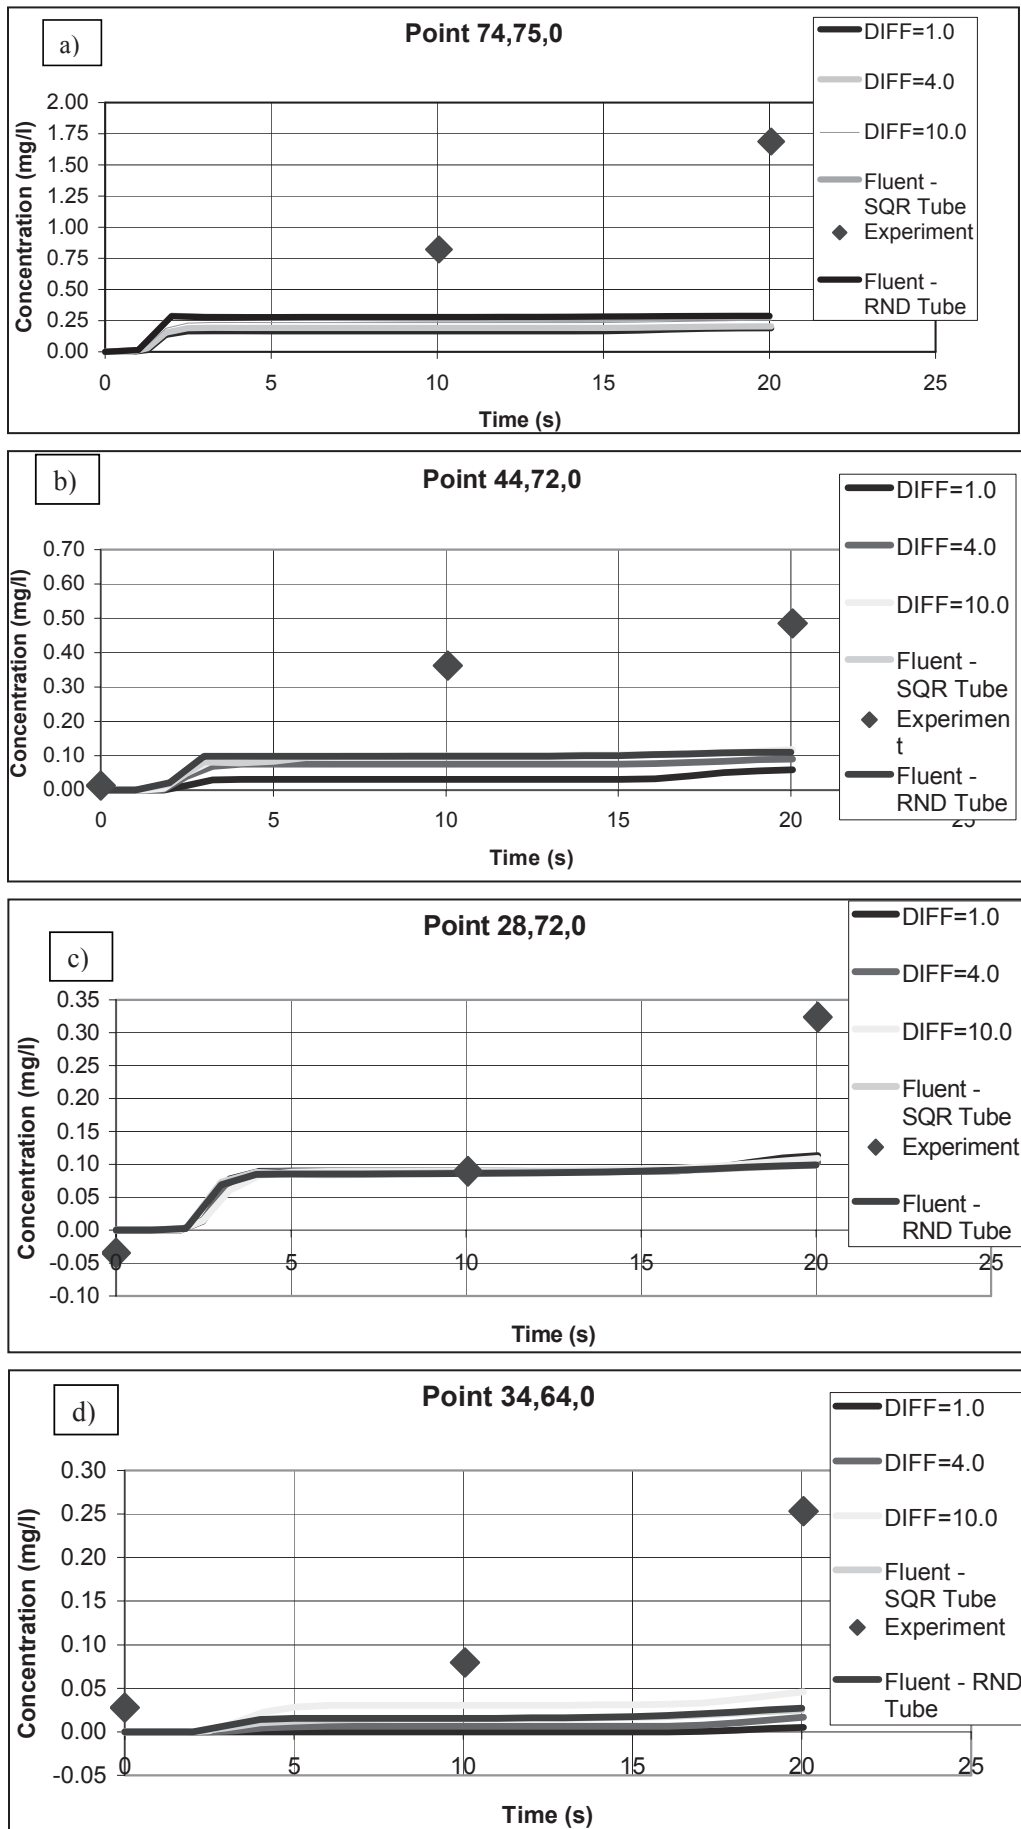 a)
Point 74,75,0
DIFF=1.0
DIFF=4.0
DIFF=10.0
Fluent -
SQR Tube
Experiment
Fluent -
RND Tube
Concentration (mg/l)
2.00
1.75
1.50
1.25
1.00
0.75
0.50
0.25
0.00
0 5 10 15 20 25
Time (s)
b)
Point 44,72,0
DIFF=1.0
DIFF=4.0
DIFF=10.0
Fluent -
SQR Tube
Experimen
t
Fluent -
RND Tube
Concentration (mg/l)
0.70
0.60
0.50
0.40
0.30
0.20
0.10
0.00
0 5 10 15 20 25
Time (s)
c)
Point 28,72,0
DIFF=1.0
DIFF=4.0
DIFF=10.0
Fluent -
SQR Tube
Experiment
Fluent -
RND Tube
Concentration (mg/l)
0.35
0.30
0.25
0.20
0.15
0.10
0.05
0.00
-0.05
-0.10
0 5 10 15 20 25
Time (s)
d)
Point 34,64,0
DIFF=1.0
DIFF=4.0
DIFF=10.0
Fluent -
SQR Tube
Experiment
Fluent - RND
Tube
Concentration (mg/l)
0.30
0.25
0.20
0.15
0.10
0.05
0.00
-0.05
0 5 10 15 20 25
Time (s)